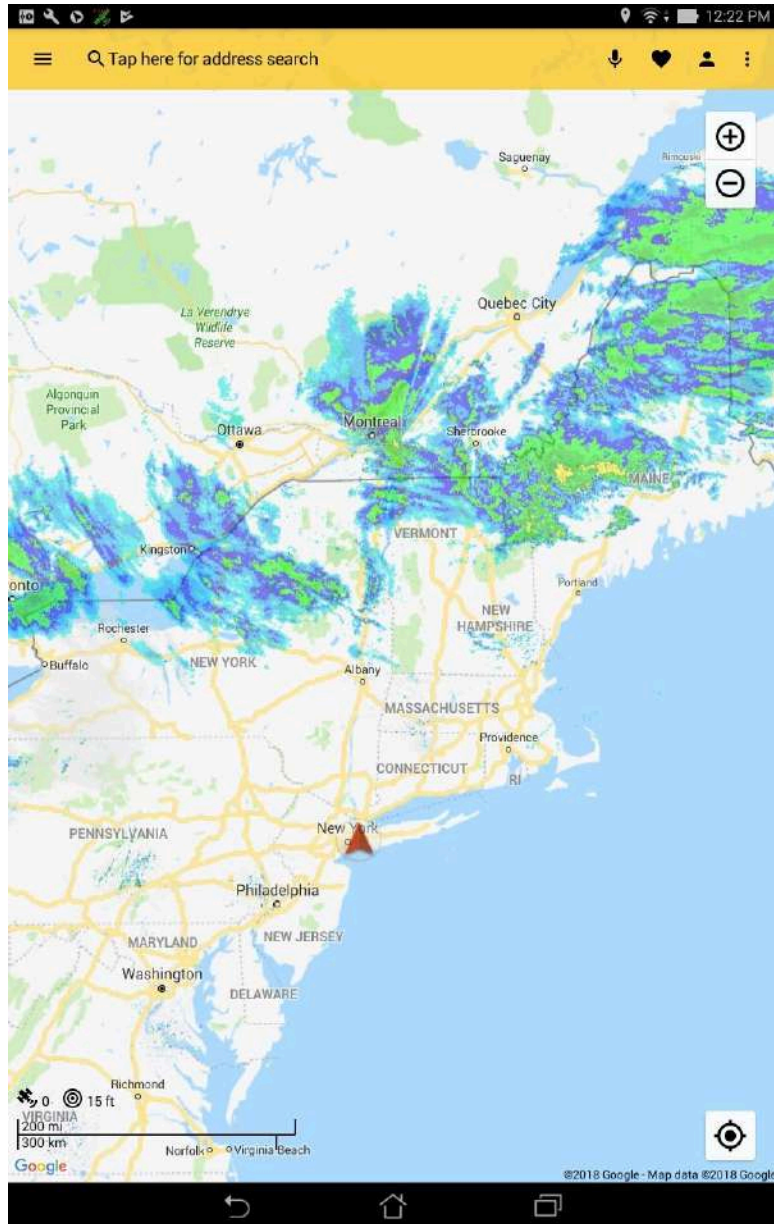 12:22 PM
Tap here for address search
Saguenay
Rimouski
Quebec City
La Verendrye
Wildlife
Reserve
Algonquin
Provincial
Park
Ottawa
Montreal
Sherbrooke
MAINE
VERMONT
Kingston
onto
Portland
Rochester
NEW
HAMPSHIRE
Buffalo
NEW YORK
Albany
MASSACHUSETTS
Providence
CONNECTICUT
RI
New York
PENNSYLVANIA
Philadelphia
MARYLAND
NEW JERSEY
Washington
DELAWARE
Richmond
0
15 ft
VIRGINIA
200 mi
300 km
Norfolk
Virginia Beach
Google
©2018 Google - Map data ©2018 Google